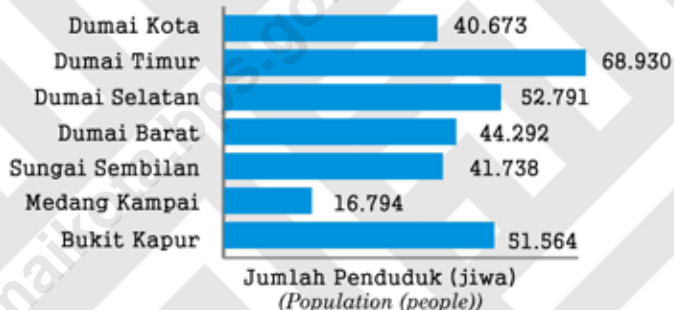 Dumai Kota 40.673
Dumai Timur 68.930
Dumai Selatan 52.791
Dumai Barat 44.292
Sungai Sembilan 41.738
Medang Kampai 16.794
Bukit Kapur 51.564
Jumlah Penduduk (jiwa)
(Population (people))